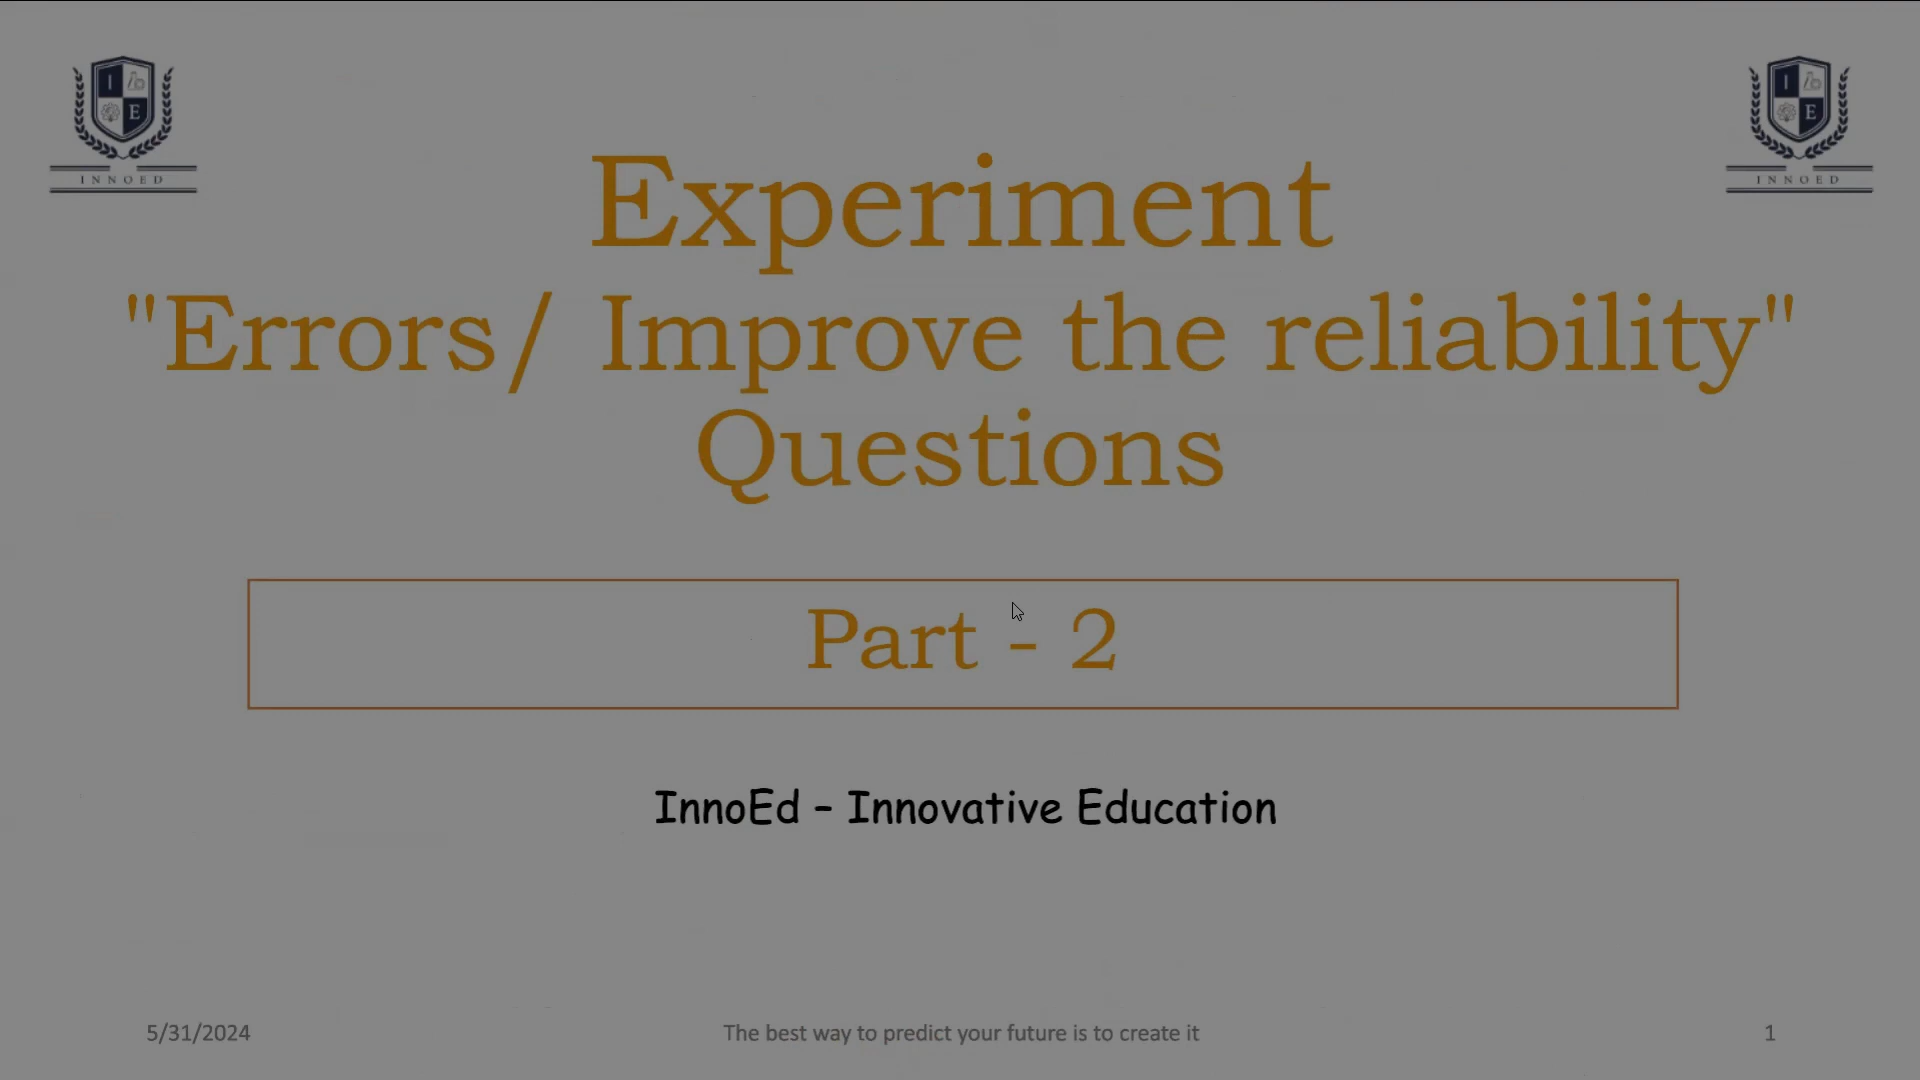 I
E
INNOED
I
E
INNOED
Experiment
"Errors/ Improve the reliability"
Questions
Part - 2
InnoEd – Innovative Education
5/31/2024
The best way to predict your future is to create it
1